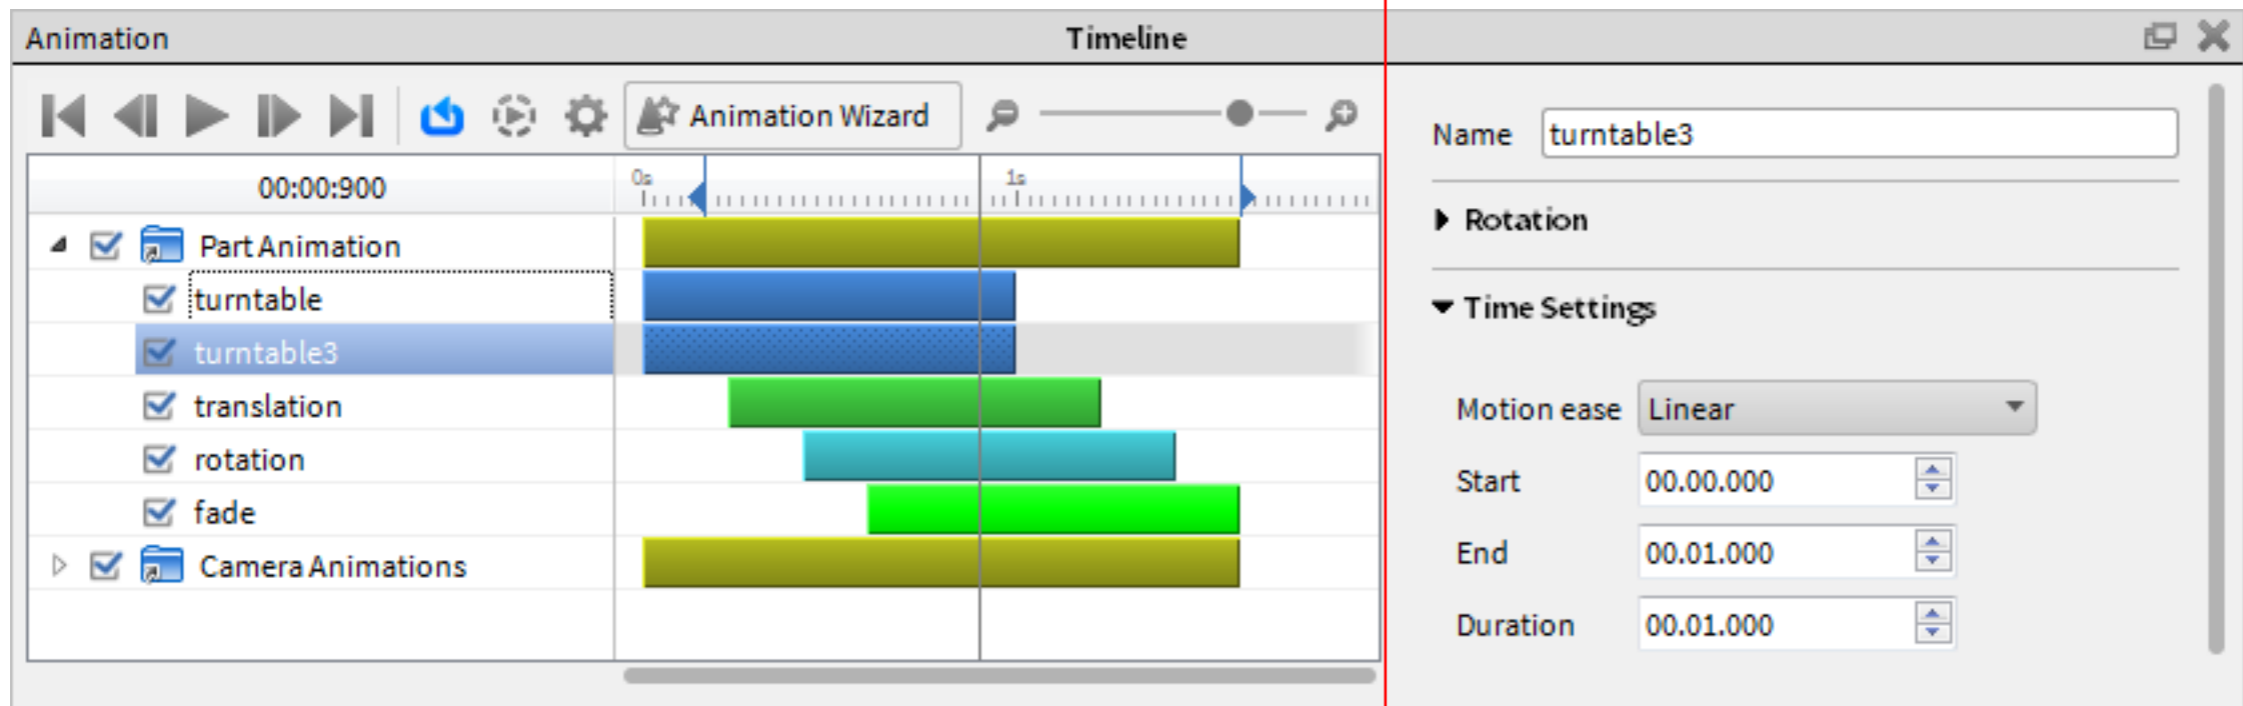 Animation Timeline
Animation Wizard
00:00:900 0s 1s
Part Animation
turntable
turntable3
translation
rotation
fade
Camera Animations
Name turntable3
Rotation
Time Settings
Motion ease Linear
Start 00.00.000
End 00.01.000
Duration 00.01.000